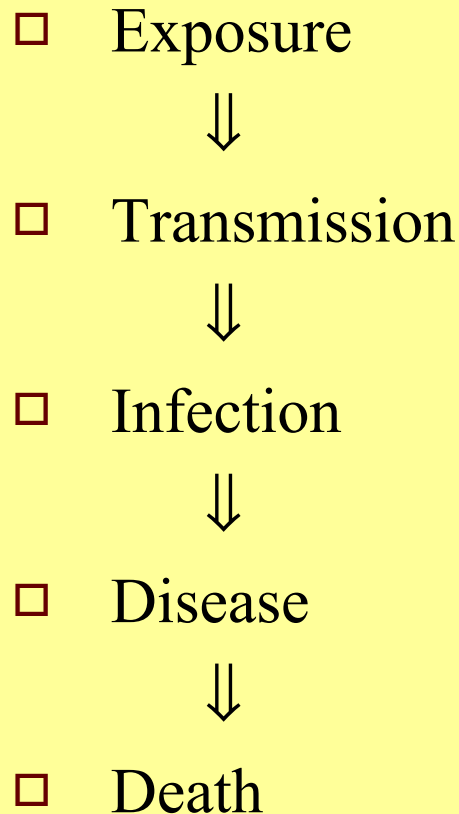 □ Exposure
⇓
□ Transmission
⇓
□ Infection
⇓
□ Disease
⇓
□ Death